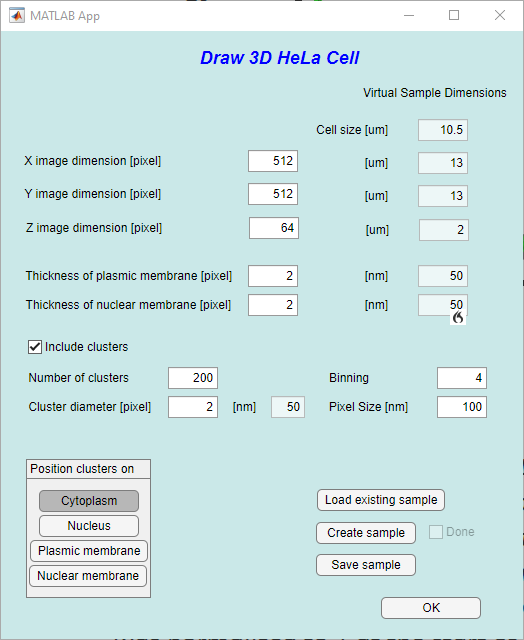 MATLAB App
Draw 3D HeLa Cell
Virtual Sample Dimensions
Cell size [um] 10.5
X image dimension [pixel] 512 [um] 13
Y image dimension [pixel] 512 [um] 13
Z image dimension [pixel] 64 [um] 2
Thickness of plasmic membrane [pixel] 2 [nm] 50
Thickness of nuclear membrane [pixel] 2 [nm] 50
Include clusters
Number of clusters 200 Binning 4
Cluster diameter [pixel] 2 [nm] 50 Pixel Size [nm] 100
Position clusters on
Cytoplasm
Nucleus
Plasmic membrane
Nuclear membrane
Load existing sample
Create sample Done
Save sample
OK